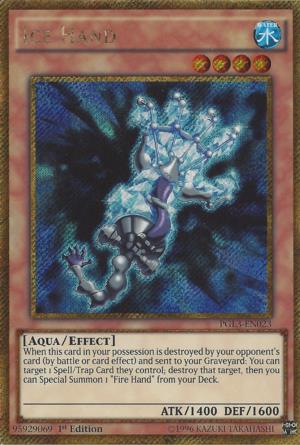 ICE HAND
WATER
水
PGL3-EN023
[AQUA/EFFECT]
When this card in your possession is destroyed by your opponent's
card (by battle or card effect) and sent to your Graveyard: You can
target 1 Spell/Trap Card they control; destroy that target, then you
can Special Summon 1 "Fire Hand" from your Deck.
ATK/1400 DEF/1600
95929069 1st Edition ©1996 KAZUKI TAKAHASHI